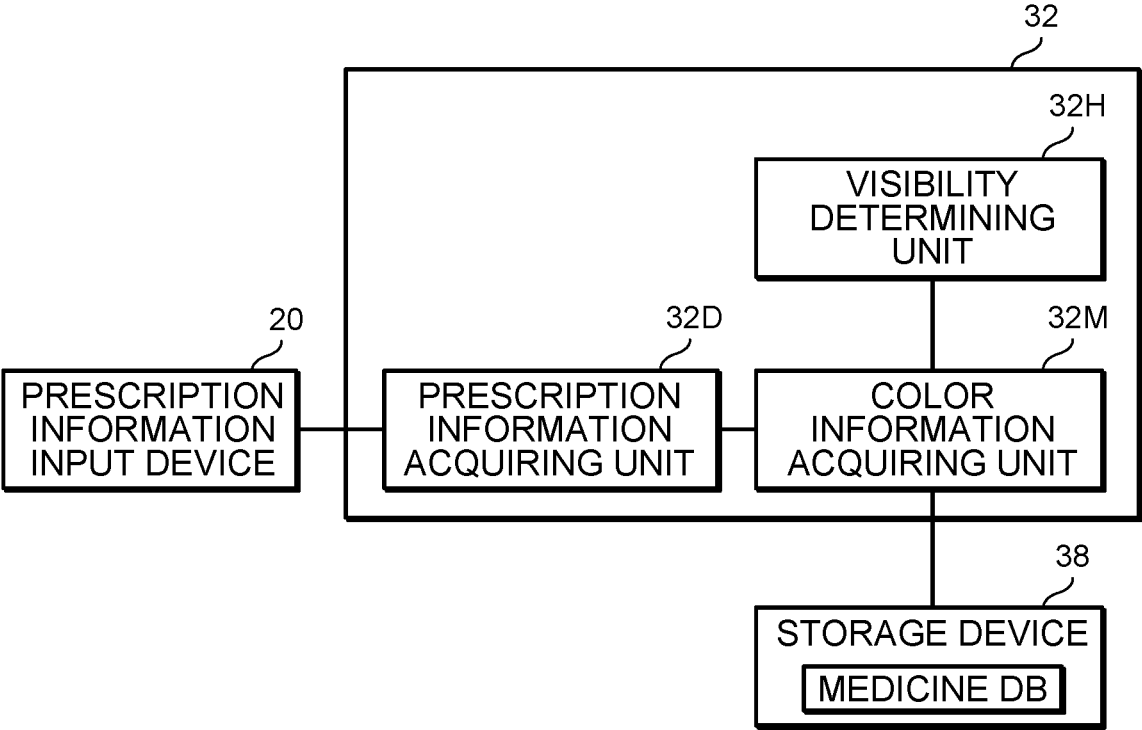 32
32H
VISIBILITY
DETERMINING
UNIT
20
32D
32M
PRESCRIPTION
INFORMATION
INPUT DEVICE
PRESCRIPTION
INFORMATION
ACQUIRING UNIT
COLOR
INFORMATION
ACQUIRING UNIT
38
STORAGE DEVICE
MEDICINE DB